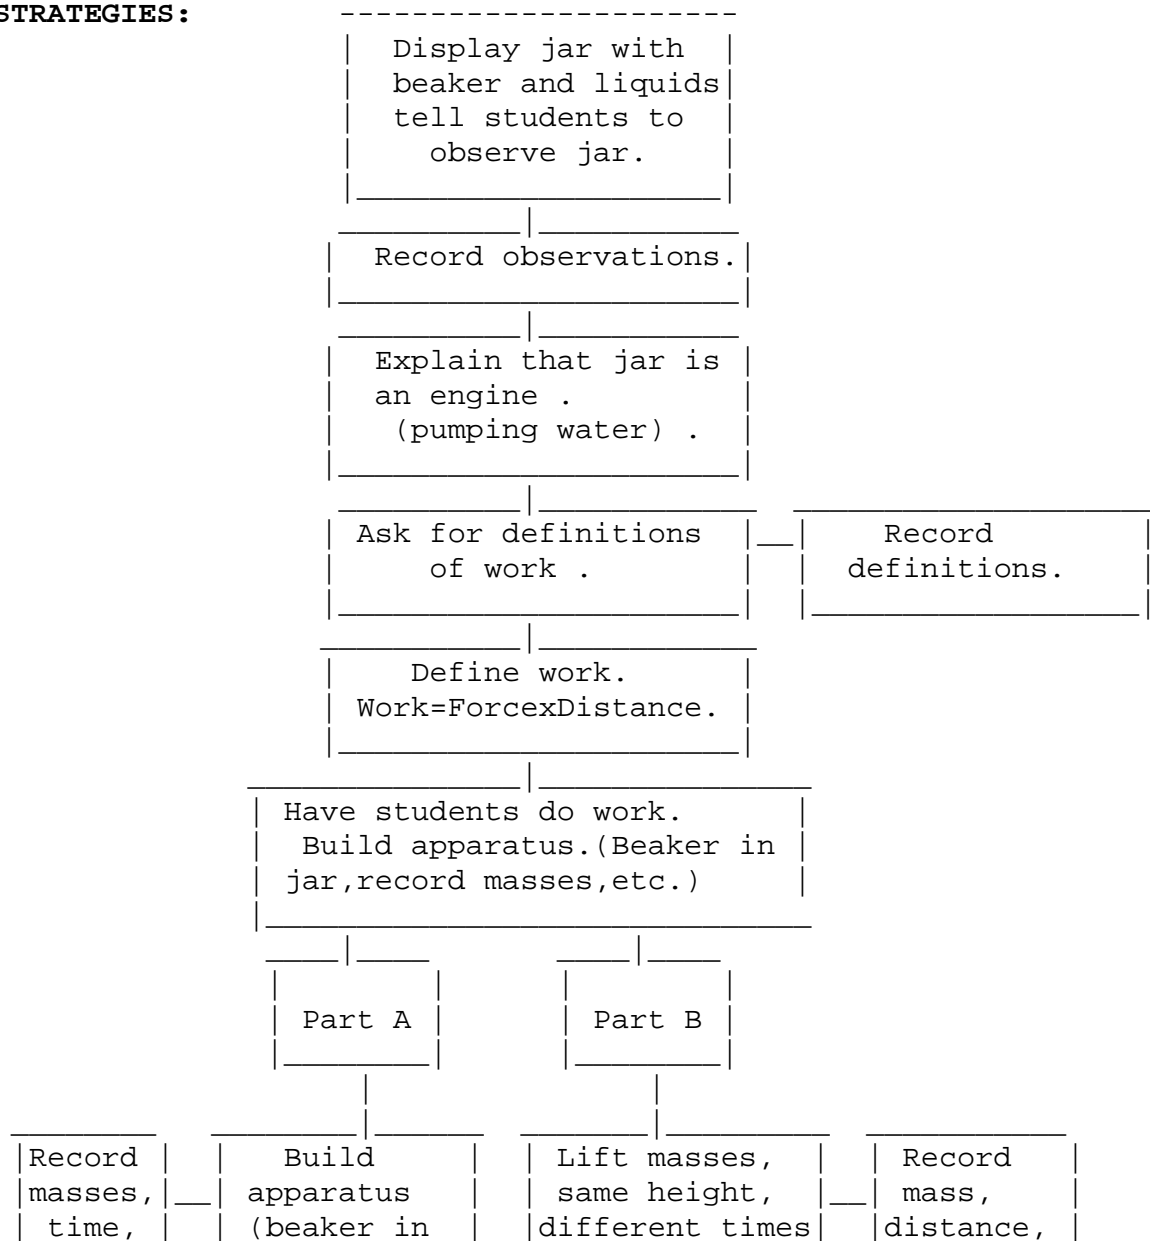 STRATEGIES:
Display jar with
beaker and liquids
tell students to
observe jar.
Record observations.
Explain that jar is
an engine .
(pumping water) .
Ask for definitions
of work .
Record
definitions.
Define work.
Work=ForcexDistance.
Have students do work.
Build apparatus.(Beaker in
jar,record masses,etc.)
Part A
Part B
Record
masses,
time,
Build
apparatus
(beaker in
Lift masses,
same height,
different times
Record
mass,
distance,